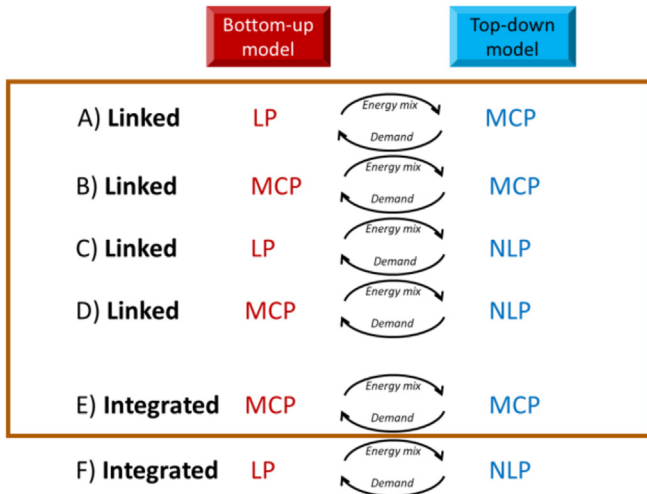 Bottom-up
model
Top-down
model
Energy mix
A) Linked LP MCP
Demand
Energy mix
B) Linked MCP MCP
Demand
Energy mix
C) Linked LP NLP
Demand
Energy mix
D) Linked MCP NLP
Demand
Energy mix
E) Integrated MCP MCP
Demand
Energy mix
F) Integrated LP NLP
Demand